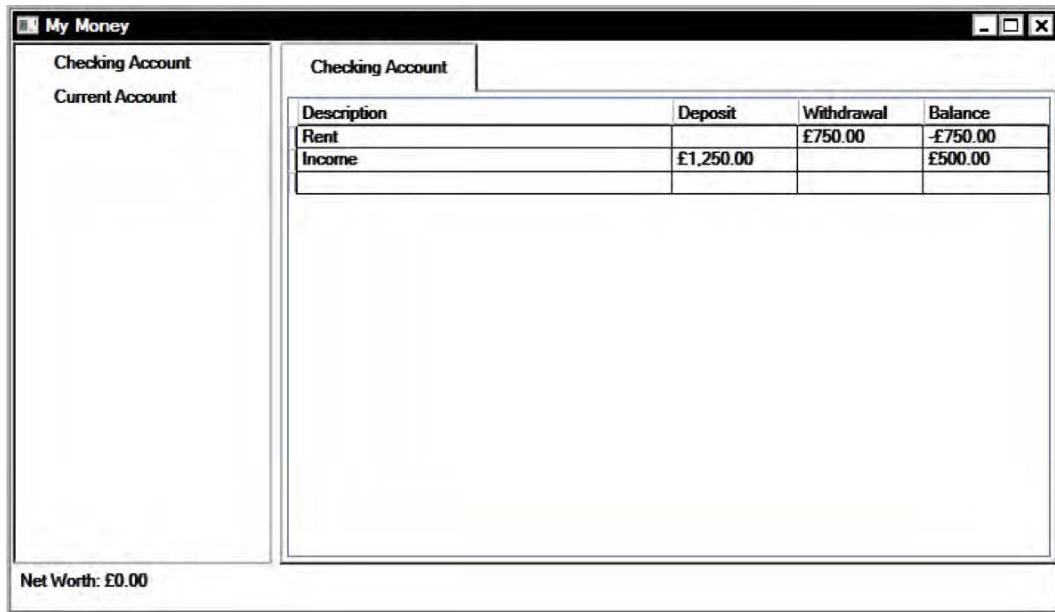 My Money
Checking Account
Current Account
Checking Account
Description Deposit Withdrawal Balance
Rent £750.00 -£750.00
Income £1,250.00 £500.00
Net Worth: £0.00